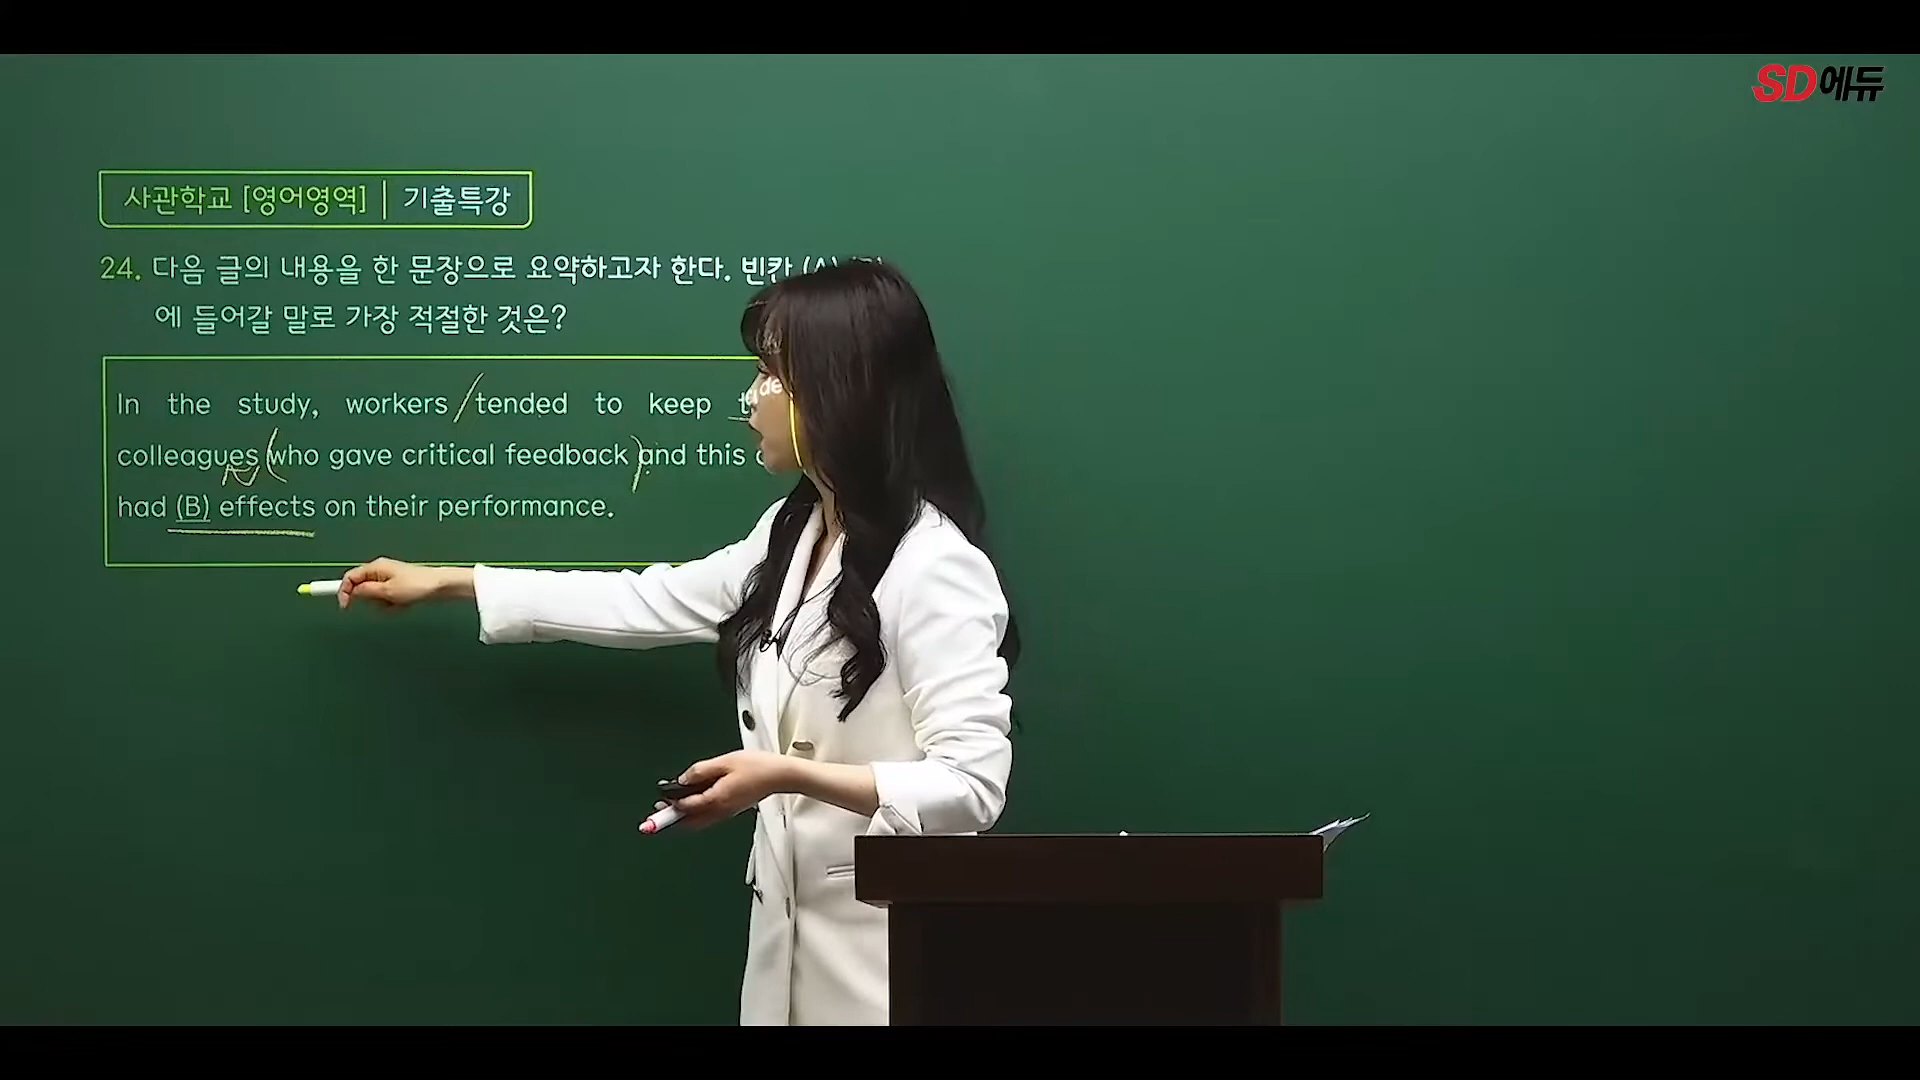 SD에듀
사관학교 [영어영역] | 기출특강
24. 다음 글의 내용을 한 문장으로 요약하고자 한다. 빈칸
에 들어갈 말로 가장 적절한 것은?
In the study, workers tended to keep
colleagues who gave critical feedback and this
had (B) effects on their performance.